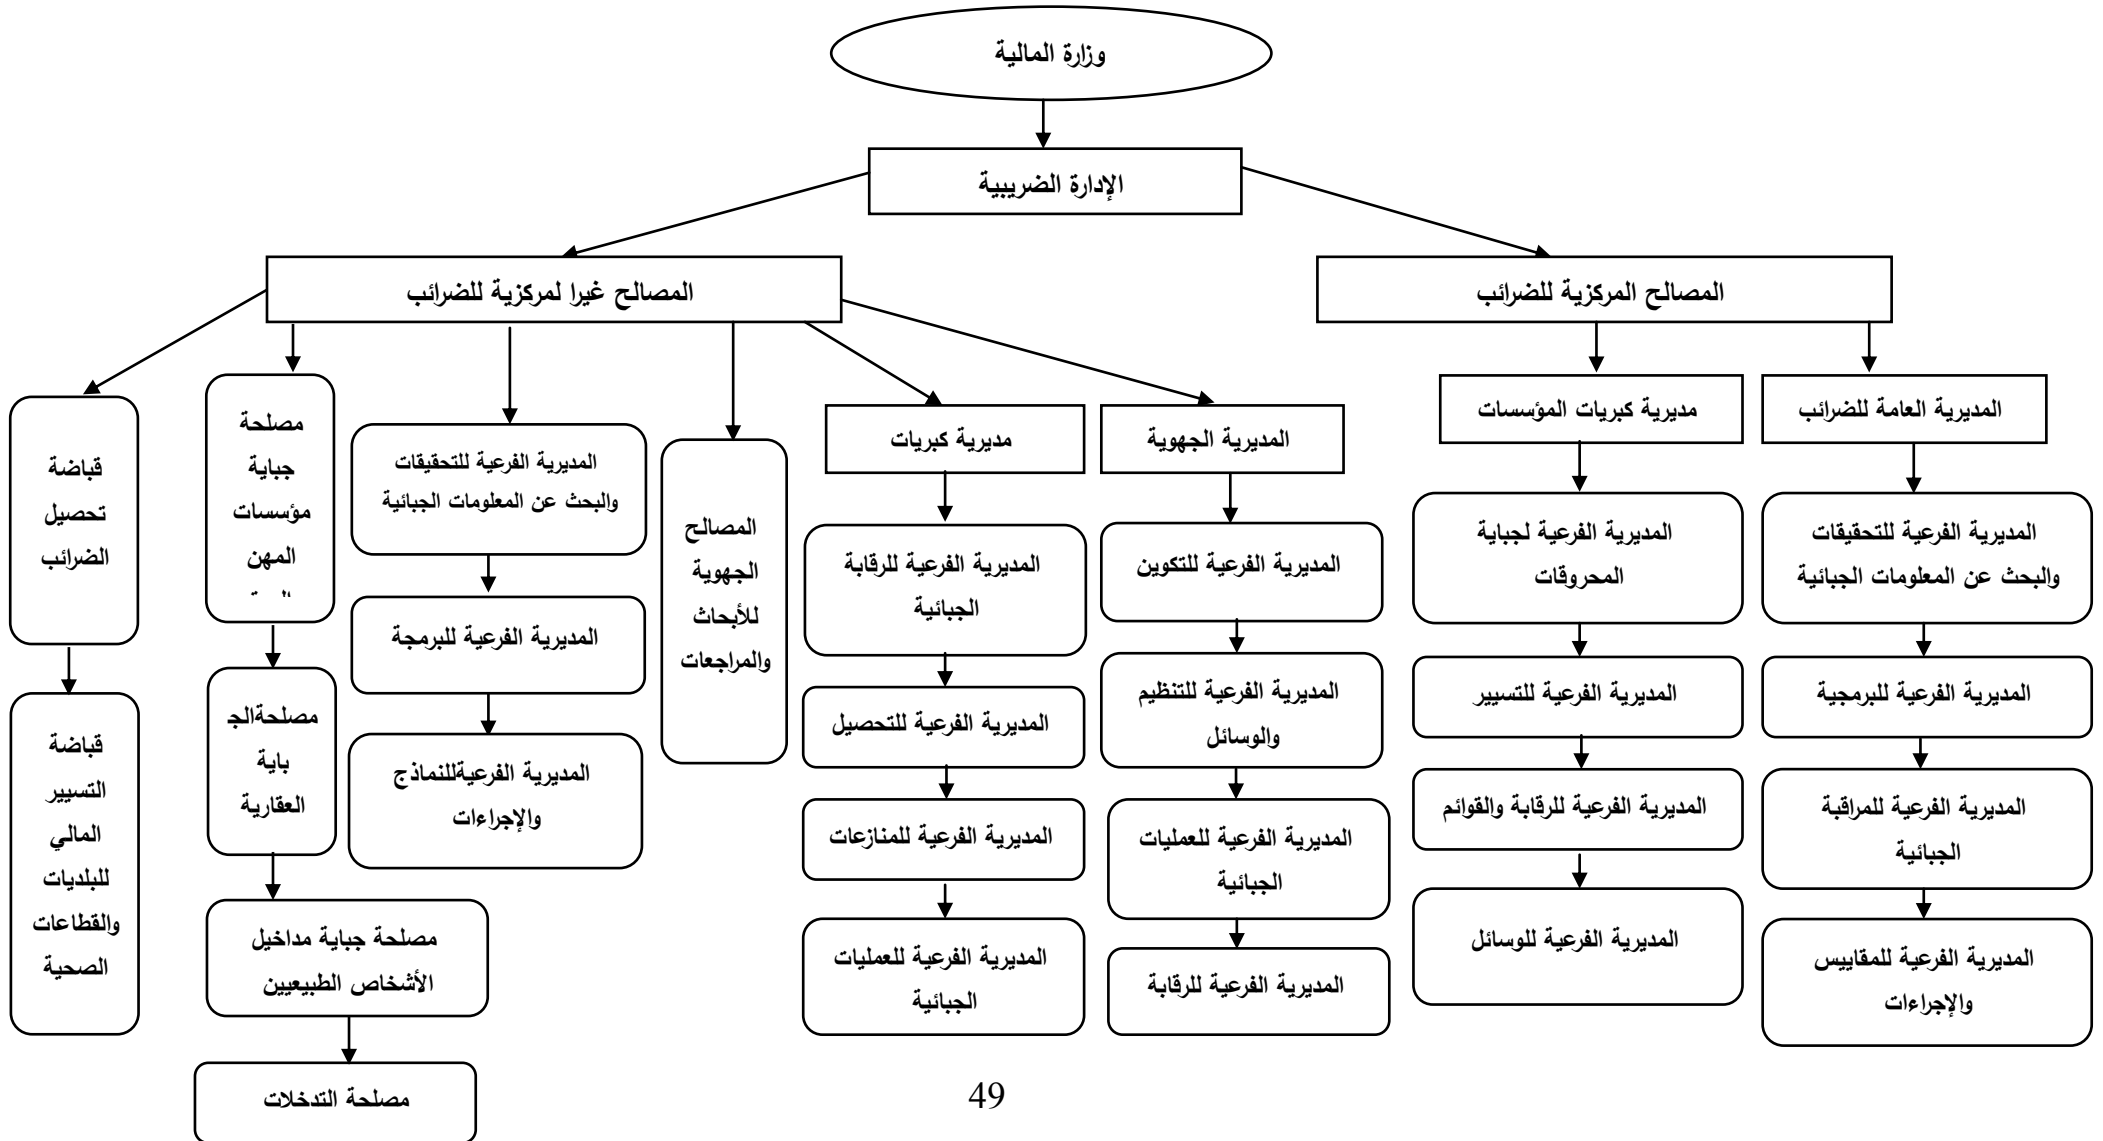 وزارة المالية
الإدارة الضريبية
المصالح المركزية للضرائب
المصالح غيرا لمركزية للضرائب
المديرية العامة للضرائب
المديرية الفرعية للتحقيقات
والبحث عن المعلومات الجبائية
المديرية الفرعية للبرمجية
المديرية الفرعية للمراقبة
الجبائية
المديرية الفرعية للمقاييس
والإجراءات
مديرية كبريات المؤسسات
المديرية الفرعية لجباية
المحروقات
المديرية الفرعية للتسيير
المديرية الفرعية للرقابة والقوائم
المديرية الفرعية للوسائل
المديرية الجهوية
المديرية الفرعية للتكوين
المديرية الفرعية للتنظيم
والوسائل
المديرية الفرعية للعمليات
الجبائية
المديرية الفرعية للرقابة
مديرية كبريات
المديرية الفرعية للرقابة
الجبائية
المديرية الفرعية للتحصيل
المديرية الفرعية للمنازعات
المديرية الفرعية للعمليات
الجبائية
المصالح
الجهوية
للأبحاث
والمراجعات
المديرية الفرعية للتحقيقات
والبحث عن المعلومات الجبائية
المديرية الفرعية للبرمجة
المديرية الفرعيةللنماذج
والإجراءات
مصلحة
جباية
مؤسسات
المهن
مصلحةالج
باية
العقارية
مصلحة جباية مداخيل
الأشخاص الطبيعيين
مصلحة التدخلات
قباضة
تحصيل
الضرائب
قباضة
التسيير
المالي
للبلديات
والقطاعات
الصحية
49